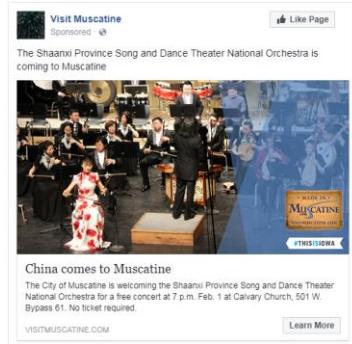 Visit Muscatine
Like Page
Sponsored ·
The Shaanxi Province Song and Dance Theater National Orchestra is
coming to Muscatine
MADE IN
MUSCATINE
#THISISIOWA
China comes to Muscatine
The City of Muscatine is welcoming the Shaanxi Province Song and Dance Theater
National Orchestra for a free concert at 7 p.m. Feb. 1 at Calvary Church, 501 W.
Bypass 61. No ticket required.
VISITMUSCATINE.COM
Learn More